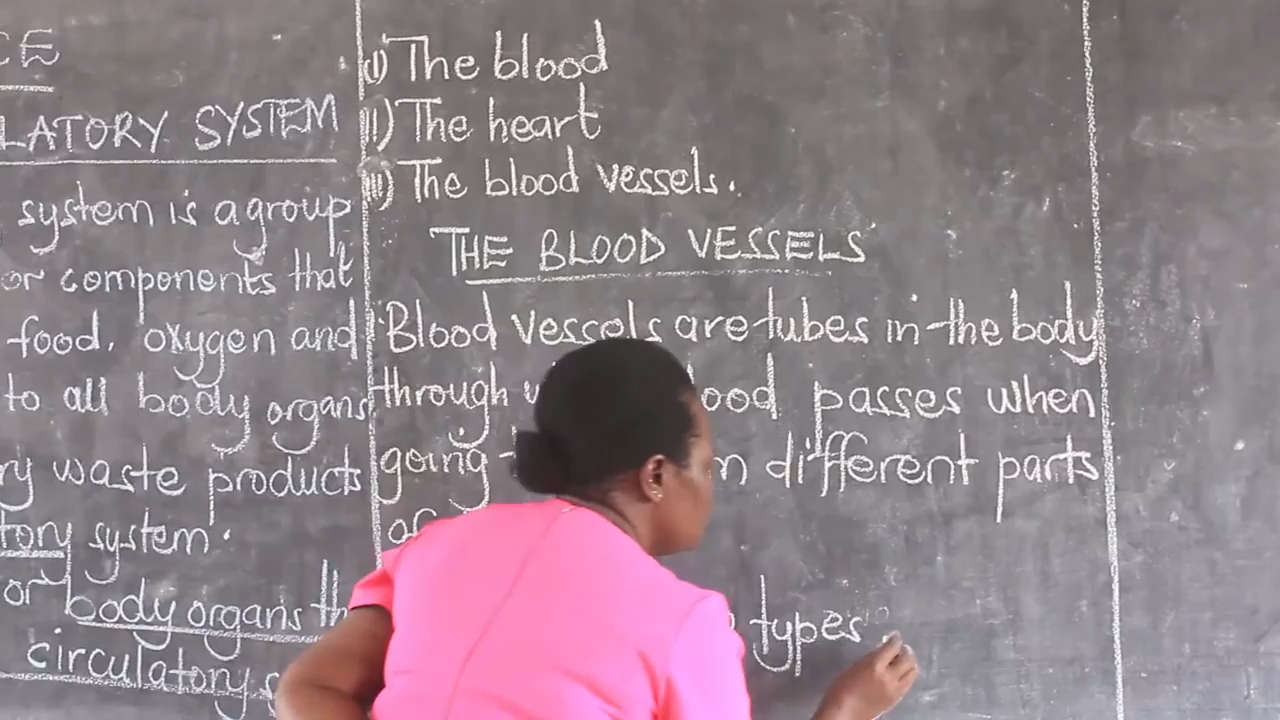 CE
LATORY SYSTEM
system is a group
or components that
food, oxygen and
to all body organs
ry waste products
tory system.
or body organs th
circulatory s
(I) The blood
II) The heart
III) The blood vessels.
THE BLOOD VESSELS
Blood vessels are tubes in the body
through ood passes when
going n different parts
of
types